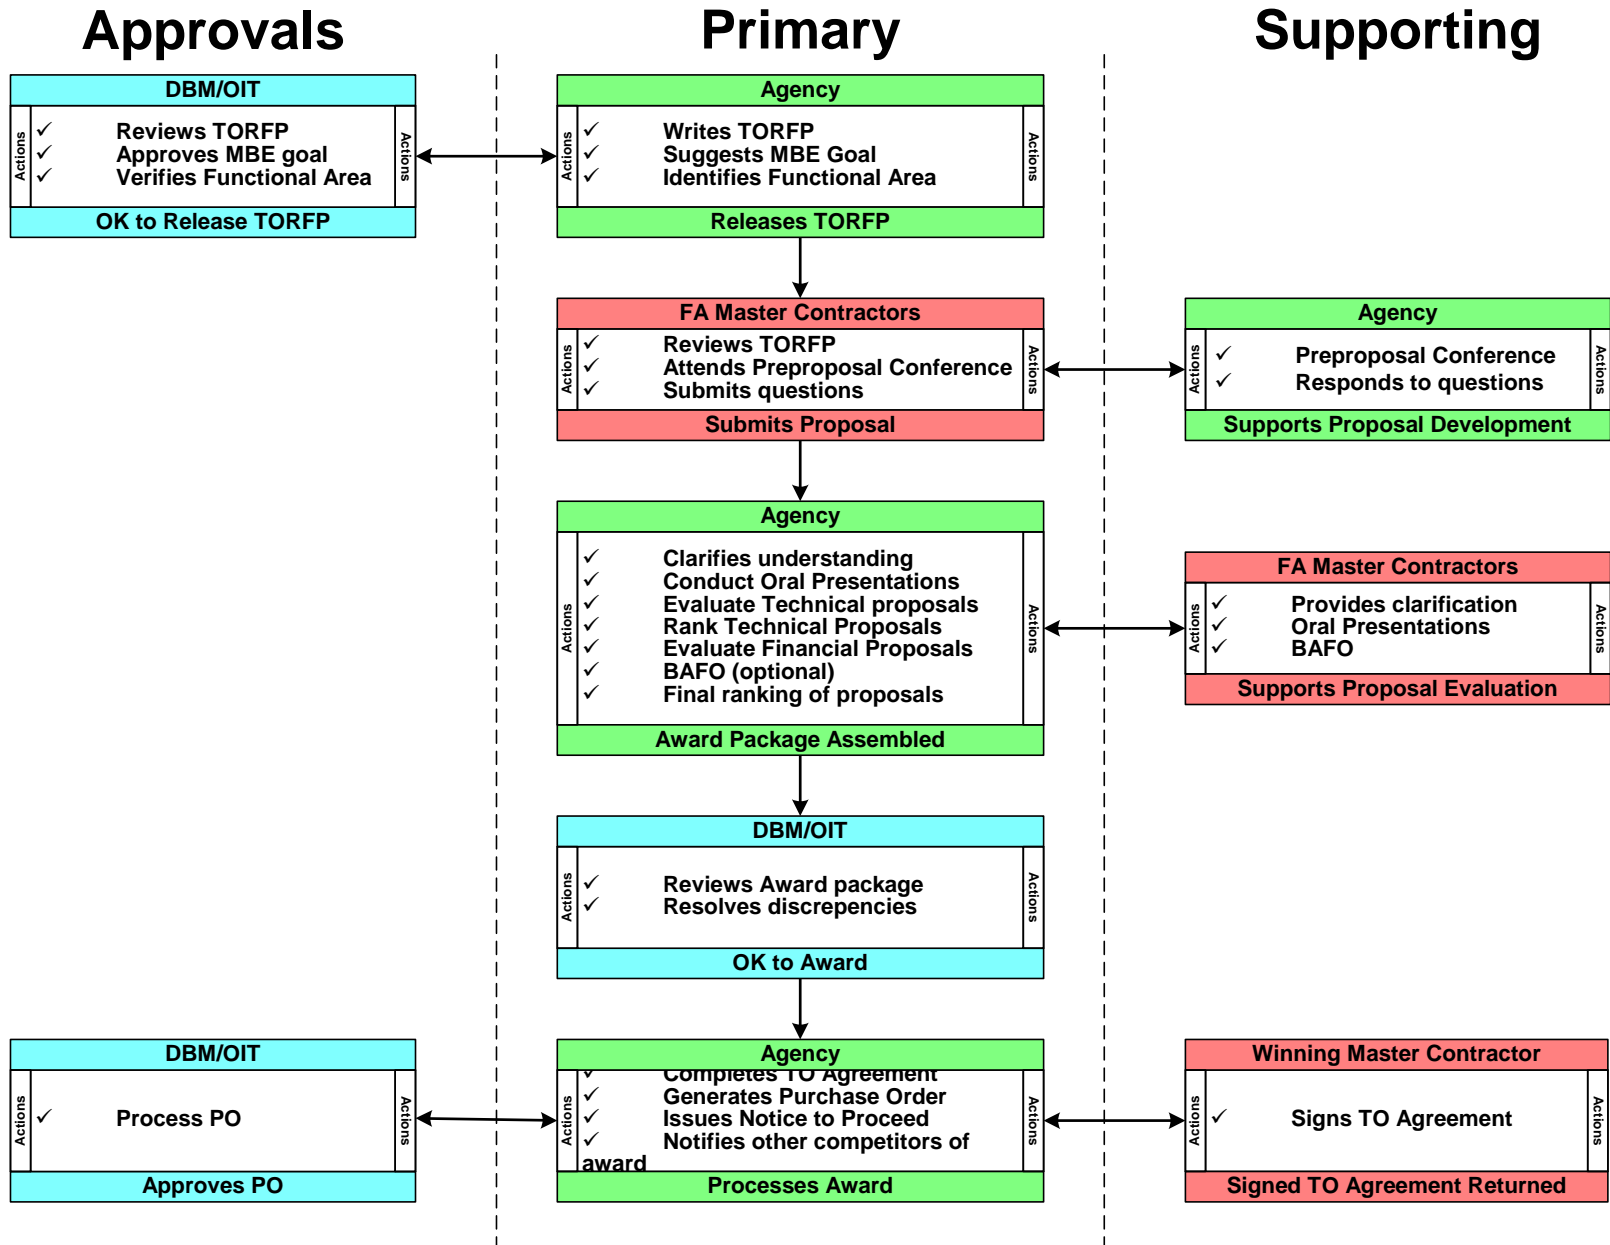 Approvals
Primary
Supporting
DBM/OIT
Actions
✓ Reviews TORFP
✓ Approves MBE goal
✓ Verifies Functional Area
Actions
OK to Release TORFP
Agency
Actions
✓ Writes TORFP
✓ Suggests MBE Goal
✓ Identifies Functional Area
Actions
Releases TORFP
FA Master Contractors
Actions
✓ Reviews TORFP
✓ Attends Preproposal Conference
✓ Submits questions
Actions
Submits Proposal
Agency
Actions
✓ Preproposal Conference
✓ Responds to questions
Actions
Supports Proposal Development
Agency
Actions
✓ Clarifies understanding
✓ Conduct Oral Presentations
✓ Evaluate Technical proposals
✓ Rank Technical Proposals
✓ Evaluate Financial Proposals
✓ BAFO (optional)
✓ Final ranking of proposals
Actions
Award Package Assembled
FA Master Contractors
Actions
✓ Provides clarification
✓ Oral Presentations
✓ BAFO
Actions
Supports Proposal Evaluation
DBM/OIT
Actions
✓ Reviews Award package
✓ Resolves discrepencies
Actions
OK to Award
DBM/OIT
Actions
✓ Process PO
Actions
Approves PO
Agency
Actions
✓ Completes TO Agreement
✓ Generates Purchase Order
✓ Issues Notice to Proceed
✓ Notifies other competitors of
award
Actions
Processes Award
Winning Master Contractor
Actions
✓ Signs TO Agreement
Actions
Signed TO Agreement Returned